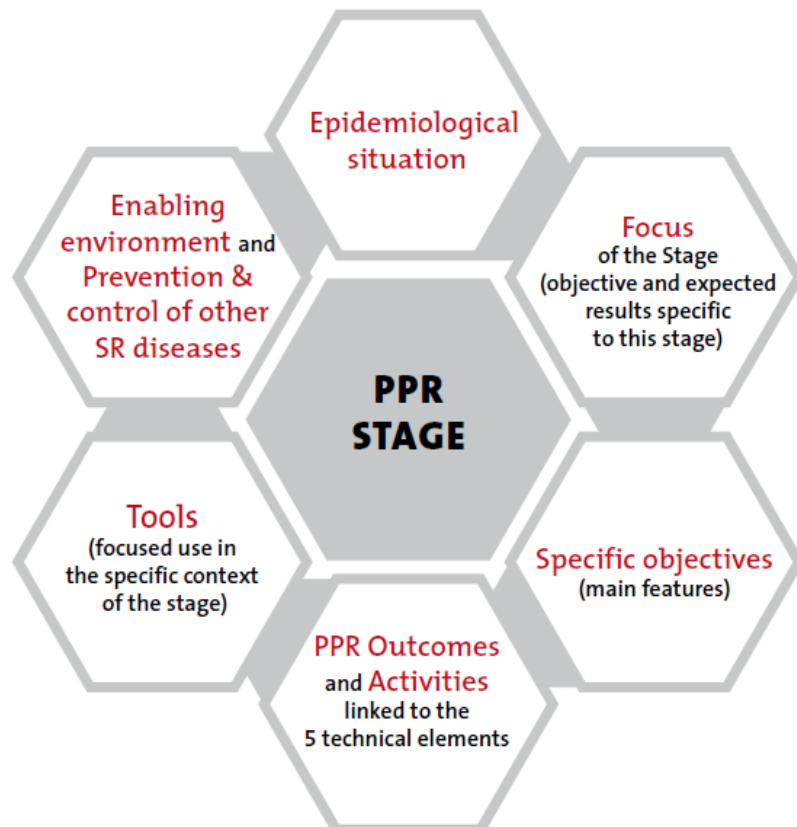 Epidemiological
situation
Focus
of the Stage
(objective and expected
results specific
to this stage)
Specific objectives
(main features)
PPR Outcomes
and Activities
linked to the
5 technical elements
Tools
(focused use in
the specific context
of the stage)
Enabling
environment and
Prevention &
control of other
SR diseases
PPR
STAGE